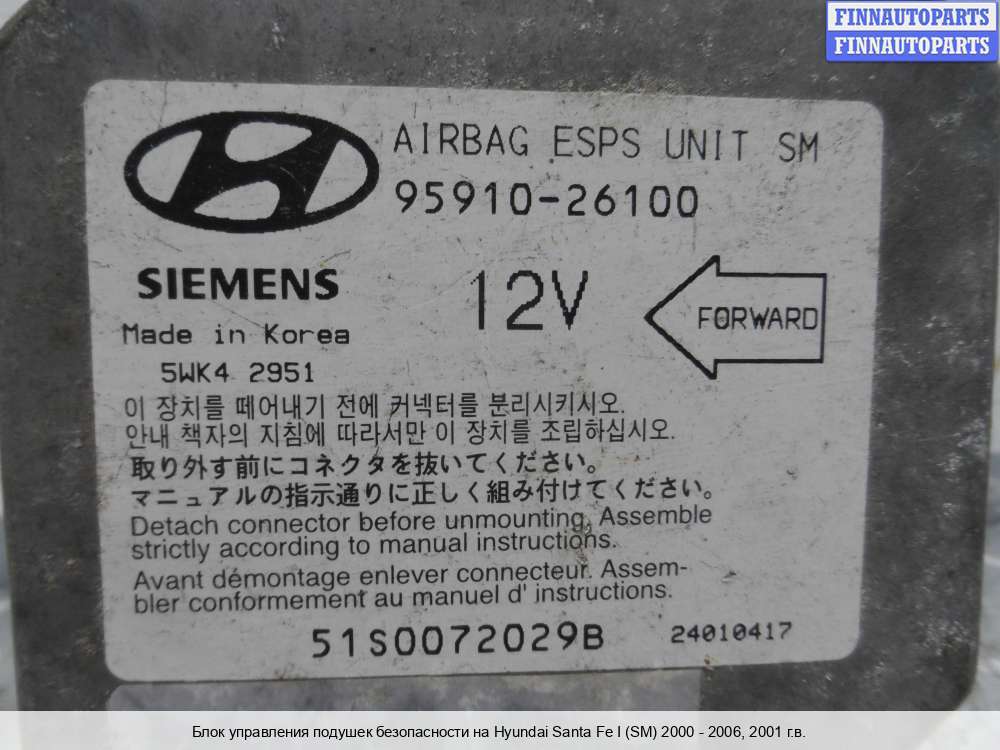 FINNAUTOPARTS
FINNAUTOPARTS
AIRBAG ESPS UNIT SM
95910-26100
SIEMENS
12V
FORWARD
Made in Korea
5WK4 2951
이 장치를 떼어내기 전에 커넥터를 분리시키시오.
안내 책자의 지침에 따라서만 이 장치를 조립하십시오.
取り外す前にコネクタを抜いてください。
マニュアルの指示通りに正しく組み付けてください。
Detach connector before unmounting. Assemble
strictly according to manual instructions.
Avant démontage enlever connecteur. Assem-
bler conformement au manuel d' instructions.
51S0072029B
24010417
Блок управления подушек безопасности на Hyundai Santa Fe I (SM) 2000 - 2006, 2001 г.в.